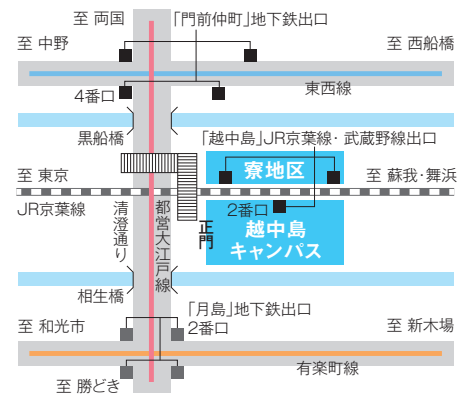 至 両国
「門前仲町」地下鉄出口
至 中野
至 西船橋
東西線
4番口
黒船橋
「越中島」JR京葉線・武蔵野線出口
寮地区
至 東京
至 蘇我・舞浜
JR京葉線
2番口
清澄通り
都営大江戸線
正門
越中島
キャンパス
相生橋
「月島」地下鉄出口
2番口
至 和光市
至 新木場
有楽町線
至 勝どき